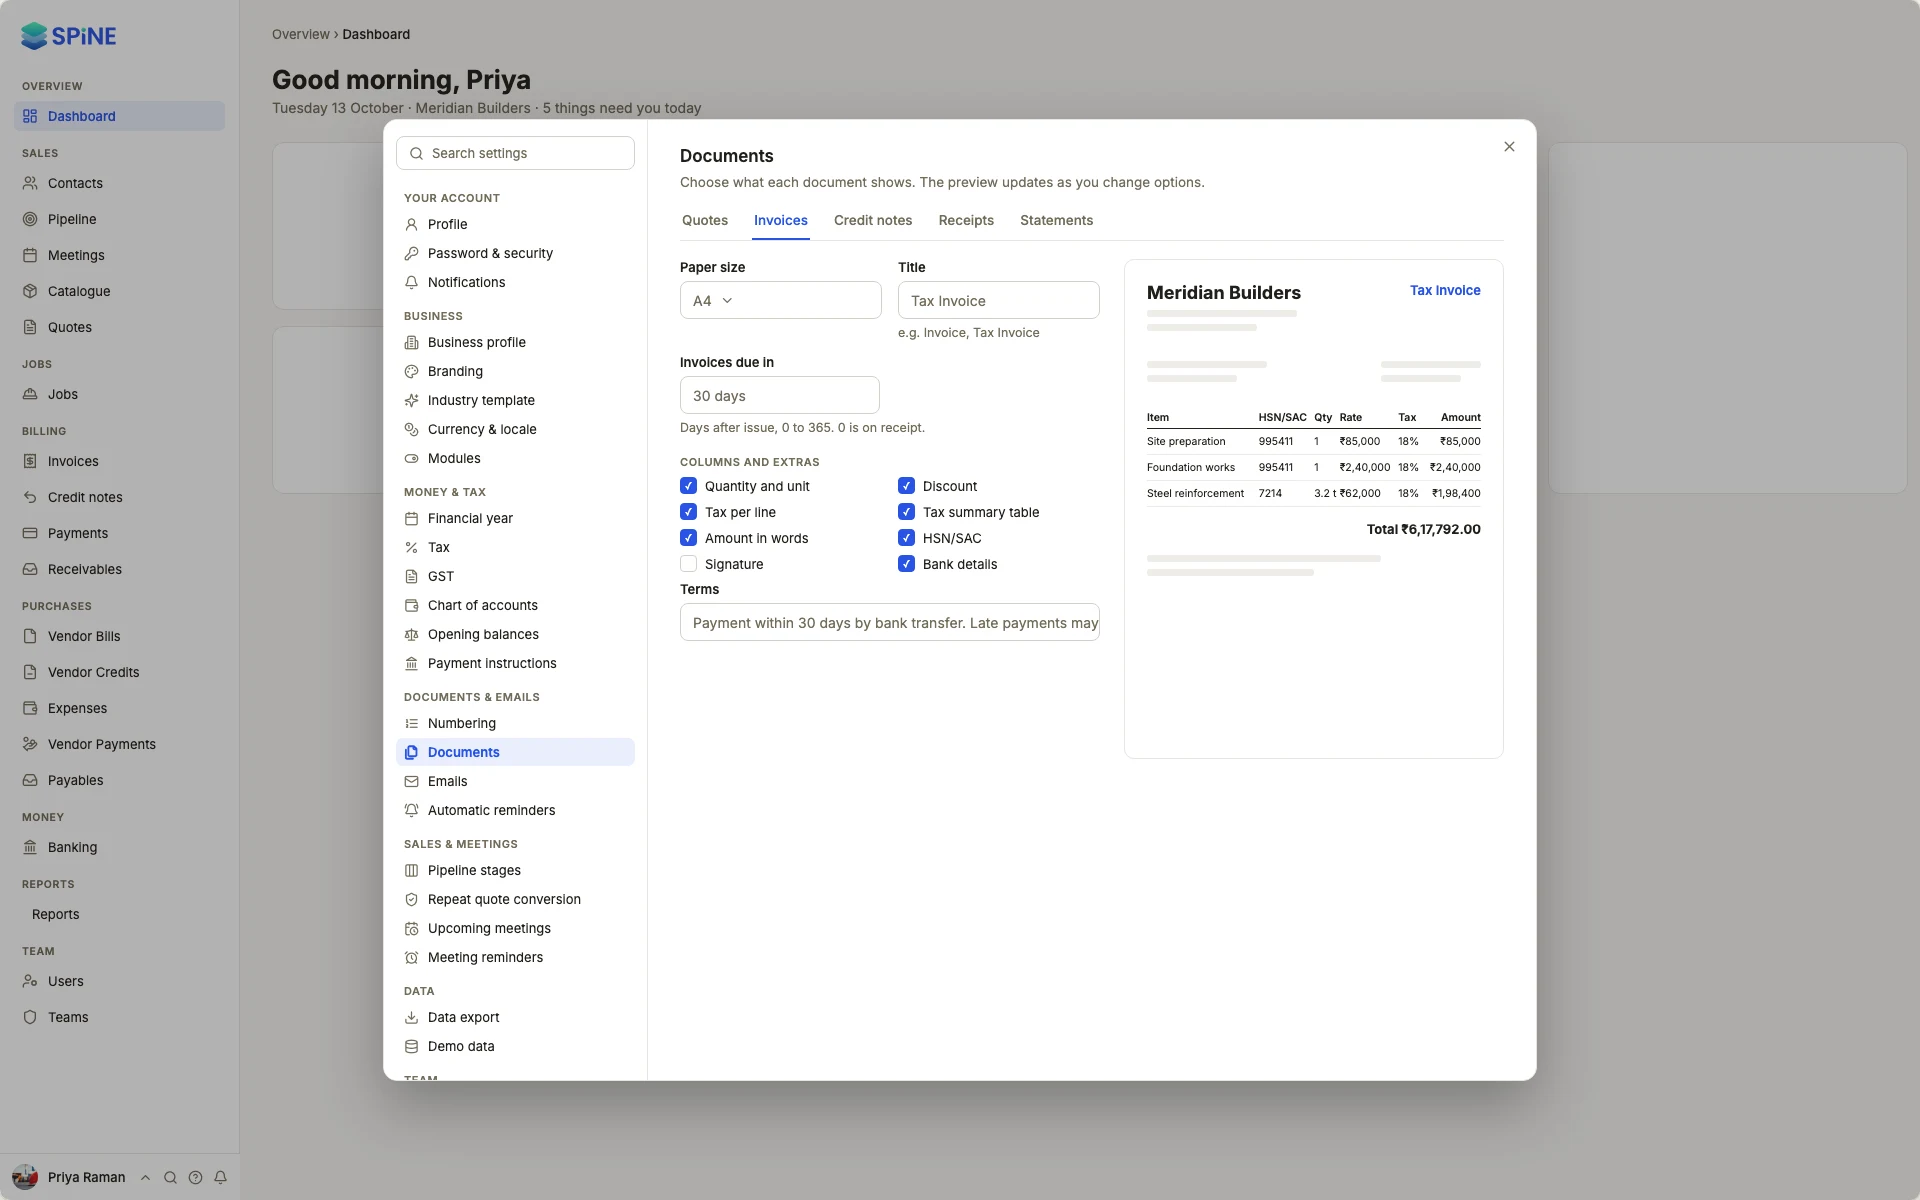 SPiNE
OVERVIEW
Dashboard
SALES
Contacts
Pipeline
Meetings
Catalogue
Quotes
JOBS
Jobs
BILLING
Invoices
Credit notes
Payments
Receivables
PURCHASES
Vendor Bills
Vendor Credits
Expenses
Vendor Payments
Payables
MONEY
Banking
REPORTS
Reports
TEAM
Users
Teams
Priya Raman
Overview › Dashboard
Good morning, Priya
Tuesday 13 October · Meridian Builders · 5 things need you today
Search settings
YOUR ACCOUNT
Profile
Password & security
Notifications
BUSINESS
Business profile
Branding
Industry template
Currency & locale
Modules
MONEY & TAX
Financial year
Tax
GST
Chart of accounts
Opening balances
Payment instructions
DOCUMENTS & EMAILS
Numbering
Documents
Emails
Automatic reminders
SALES & MEETINGS
Pipeline stages
Repeat quote conversion
Upcoming meetings
Meeting reminders
DATA
Data export
Demo data
TEAM
Documents
Choose what each document shows. The preview updates as you change options.
Quotes Invoices Credit notes Receipts Statements
Paper size Title
A4 Tax Invoice
e.g. Invoice, Tax Invoice
Invoices due in
30 days
Days after issue, 0 to 365. 0 is on receipt.
COLUMNS AND EXTRAS
Quantity and unit Discount
Tax per line Tax summary table
Amount in words HSN/SAC
Signature Bank details
Terms
Payment within 30 days by bank transfer. Late payments may
Meridian Builders Tax Invoice
Item HSN/SAC Qty Rate Tax Amount
Site preparation 995411 1 ₹85,000 18% ₹85,000
Foundation works 995411 1 ₹2,40,000 18% ₹2,40,000
Steel reinforcement 7214 3.2 t ₹62,000 18% ₹1,98,400
Total ₹6,17,792.00